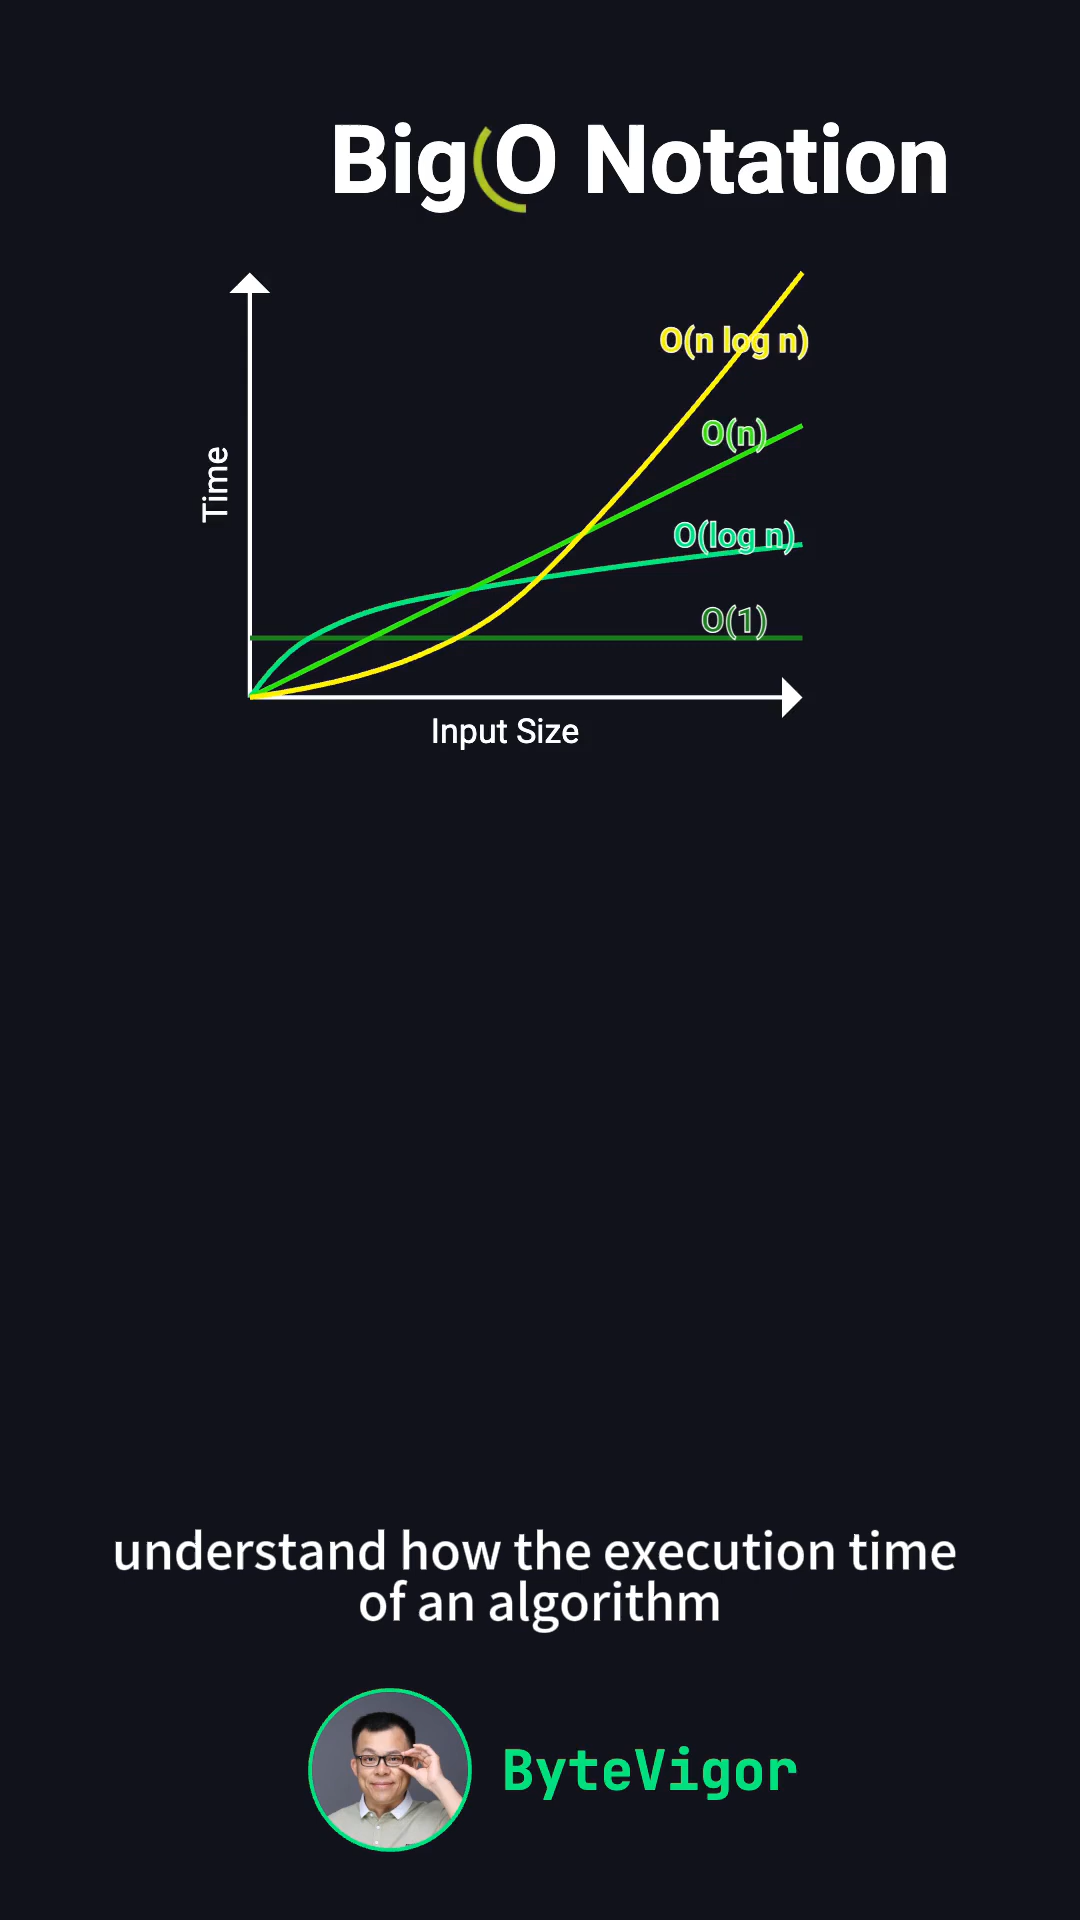 Big O Notation
O(n log n)
O(n)
Time
O(log n)
O(1)
Input Size
understand how the execution time
of an algorithm
ByteVigor